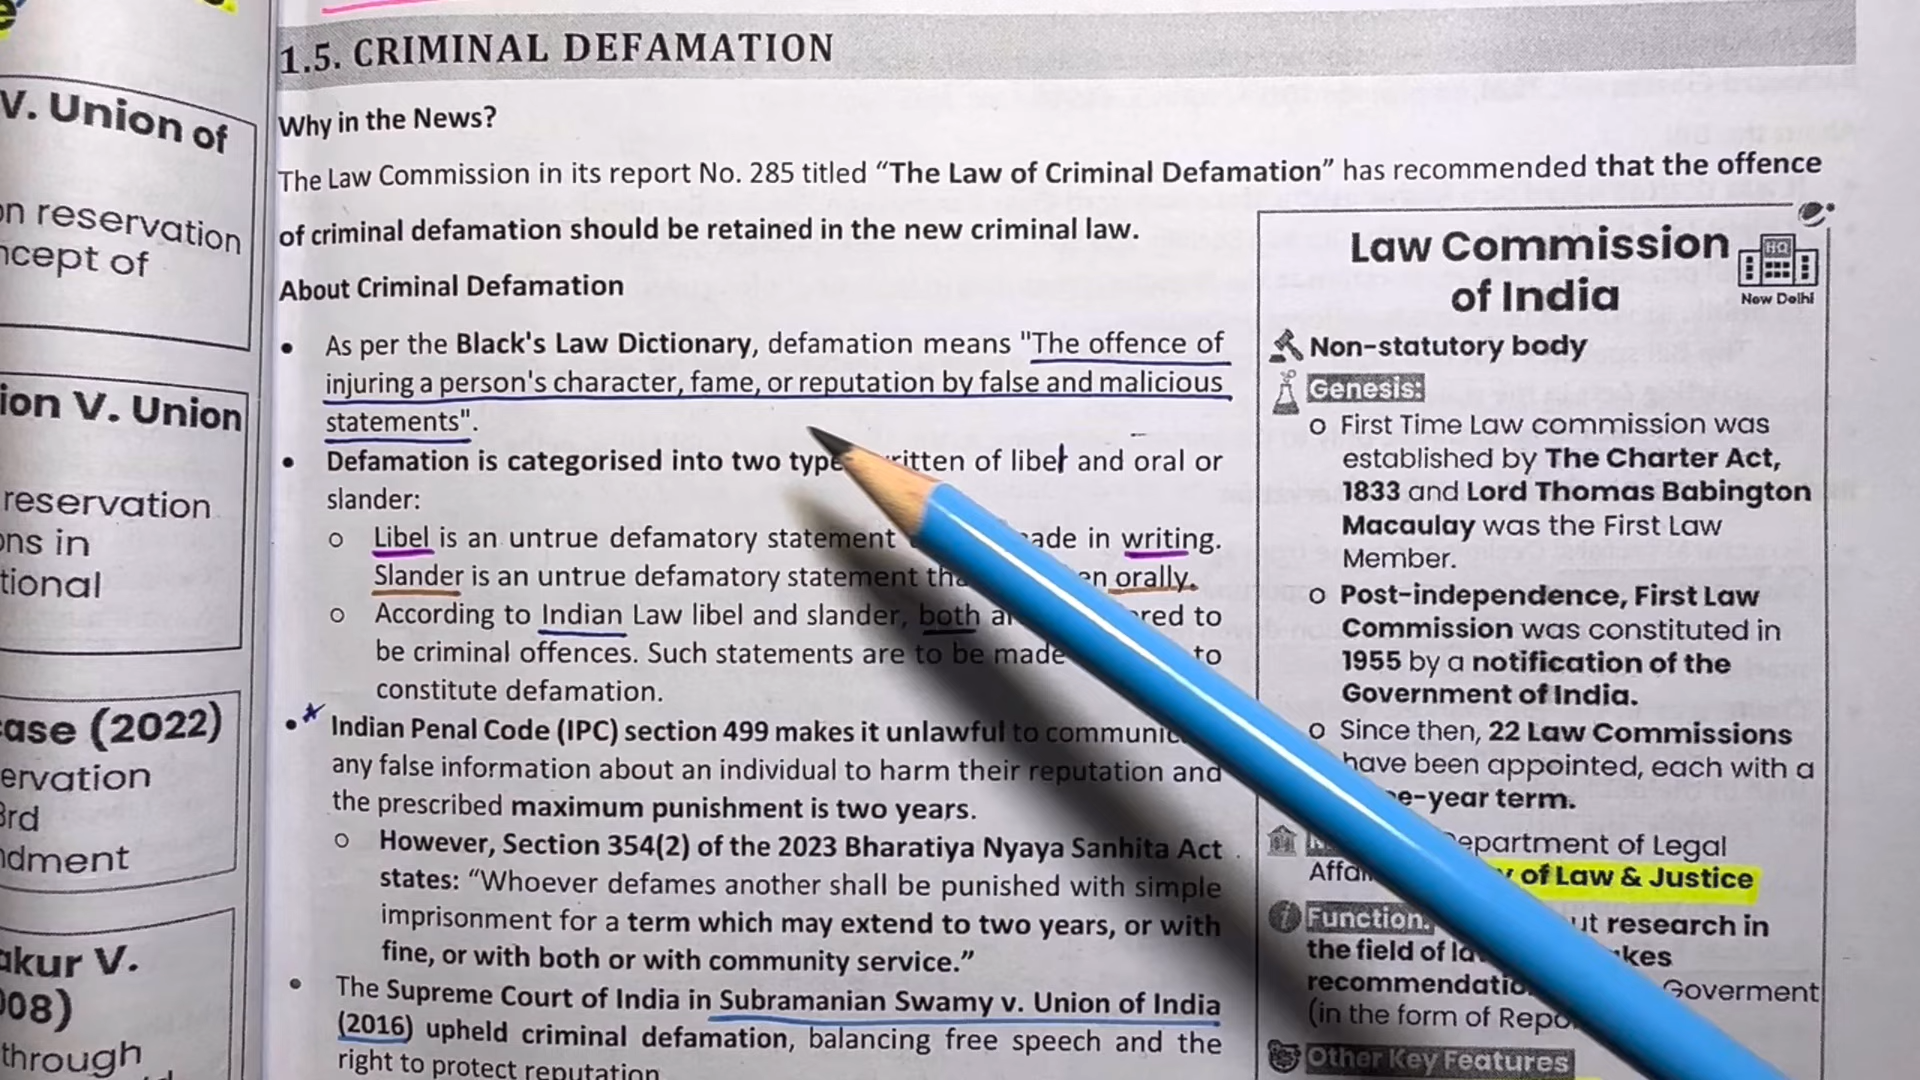 V. Union of
on reservation
ncept of
ion V. Union
reservation
ons in
tional
case (2022)
ervation
3rd
ndment
akur V.
008)
through
1.5. CRIMINAL DEFAMATION
Why in the News?
The Law Commission in its report No. 285 titled “The Law of Criminal Defamation” has recommended that the offence
of criminal defamation should be retained in the new criminal law.
About Criminal Defamation
• As per the Black's Law Dictionary, defamation means "The offence of
injuring a person's character, fame, or reputation by false and malicious
statements".
• Defamation is categorised into two type ritten of libel and oral or
slander:
o Libel is an untrue defamatory statement ade in writing.
Slander is an untrue defamatory statement tha en orally.
o According to Indian Law libel and slander, both ar red to
be criminal offences. Such statements are to be made to
constitute defamation.
• Indian Penal Code (IPC) section 499 makes it unlawful to communic
any false information about an individual to harm their reputation and
the prescribed maximum punishment is two years.
o However, Section 354(2) of the 2023 Bharatiya Nyaya Sanhita Act
states: “Whoever defames another shall be punished with simple
imprisonment for a term which may extend to two years, or with
fine, or with both or with community service.”
• The Supreme Court of India in Subramanian Swamy v. Union of India
(2016) upheld criminal defamation, balancing free speech and the
right to protect reputation
Law Commission
of India
HQ
New Delhi
Non-statutory body
Genesis:
o First Time Law commission was
established by The Charter Act,
1833 and Lord Thomas Babington
Macaulay was the First Law
Member.
o Post-independence, First Law
Commission was constituted in
1955 by a notification of the
Government of India.
o Since then, 22 Law Commissions
have been appointed, each with a
e-year term.
epartment of Legal
Affai of Law & Justice
Function. ut research in
the field of la kes
recommendatio Goverment
(in the form of Repo
Other Key Features